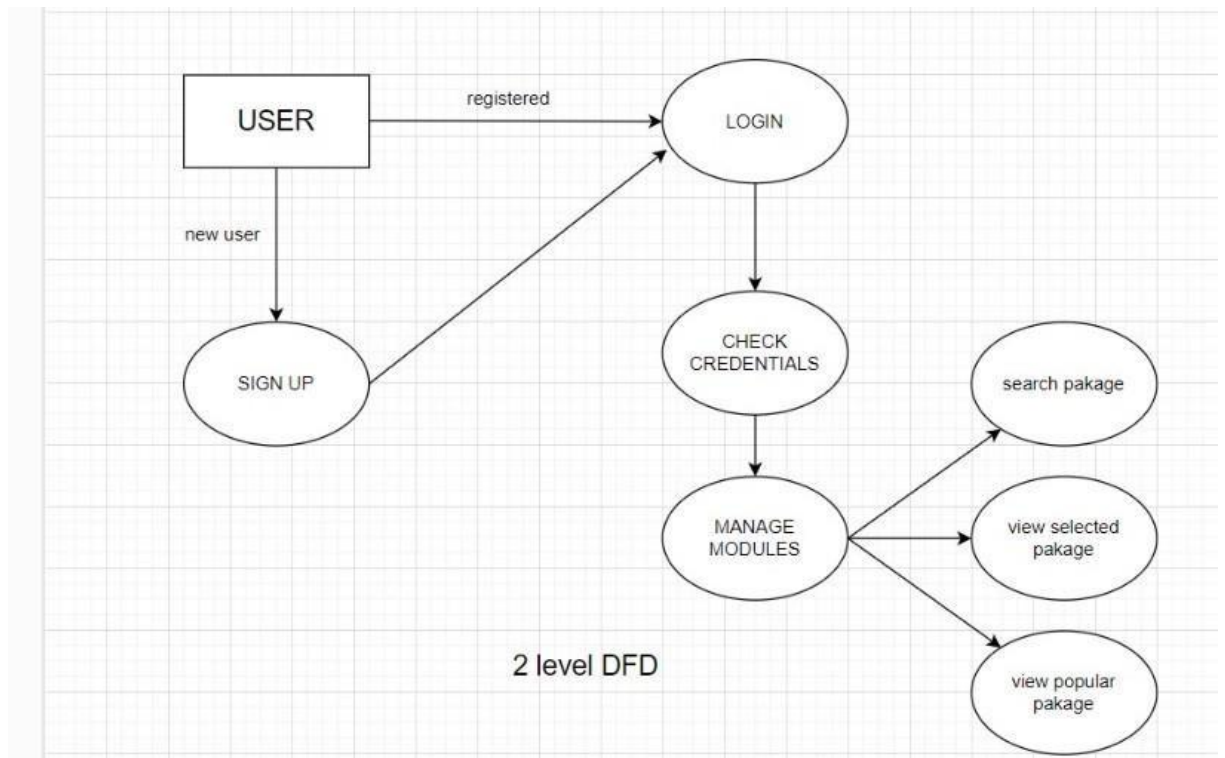 USER
registered
LOGIN
new user
SIGN UP
CHECK
CREDENTIALS
search pakage
MANAGE
MODULES
view selected
pakage
view popular
pakage
2 level DFD